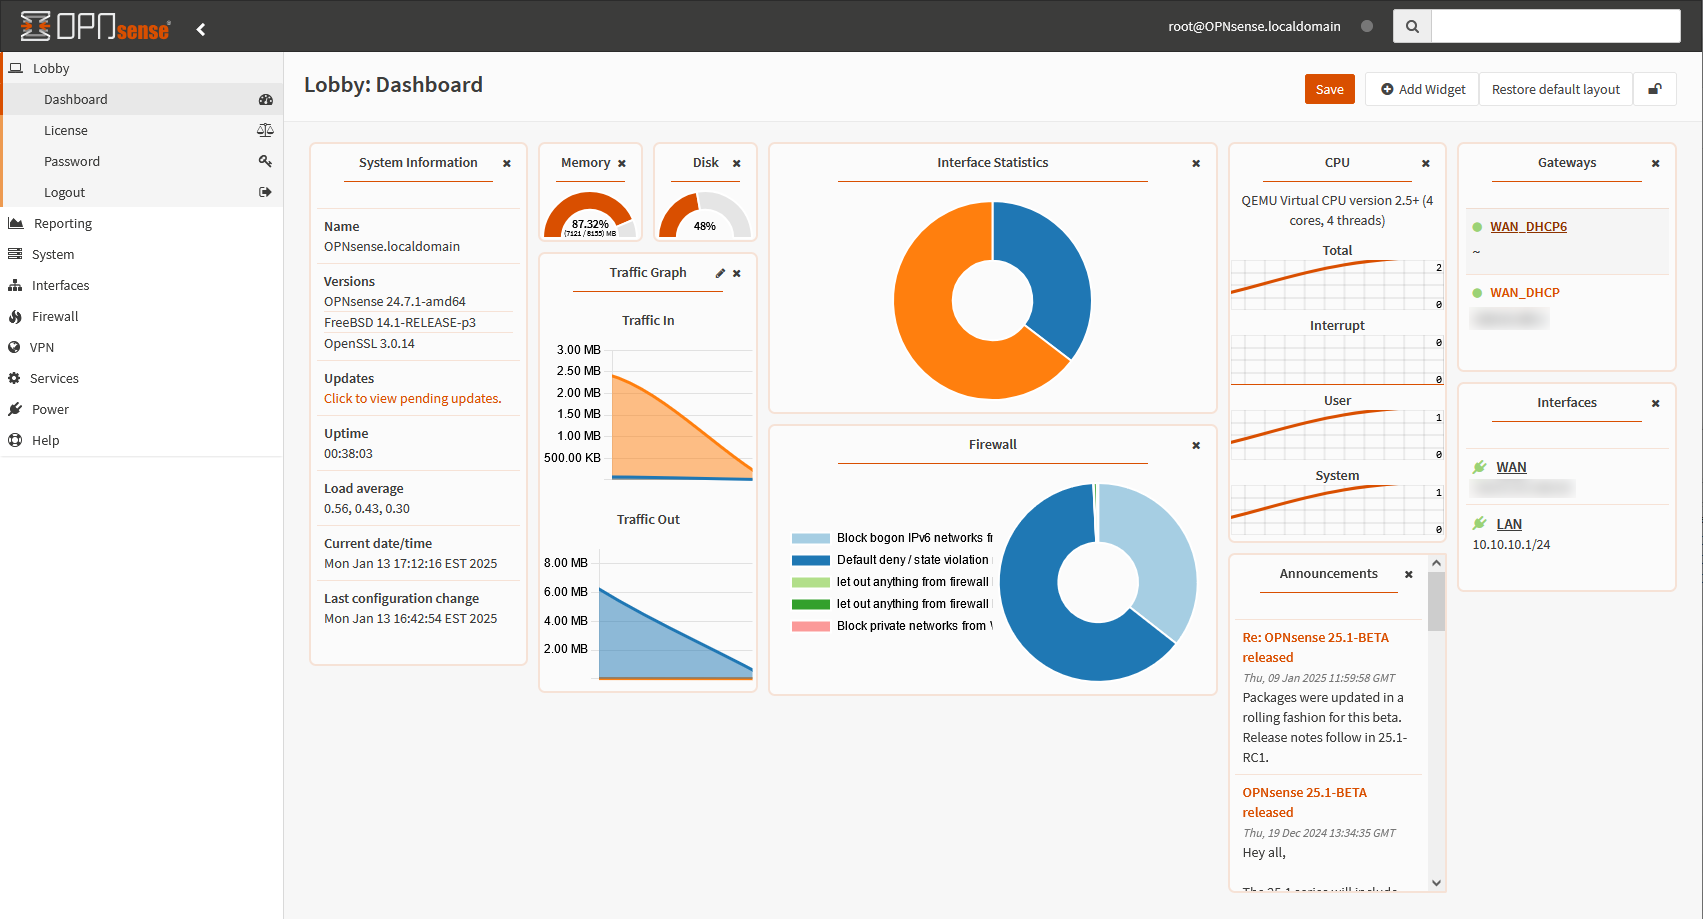 OPNsense
root@OPNsense.localdomain
Lobby
Dashboard
License
Password
Logout
Reporting
System
Interfaces
Firewall
VPN
Services
Power
Help
Lobby: Dashboard
Save
Add Widget
Restore default layout
System Information
Name
OPNsense.localdomain
Versions
OPNsense 24.7.1-amd64
FreeBSD 14.1-RELEASE-p3
OpenSSL 3.0.14
Updates
Click to view pending updates.
Uptime
00:38:03
Load average
0.56, 0.43, 0.30
Current date/time
Mon Jan 13 17:12:16 EST 2025
Last configuration change
Mon Jan 13 16:42:54 EST 2025
Memory
87.32%
(7121 / 8155) MB
Disk
48%
Traffic Graph
Traffic In
3.00 MB
2.50 MB
2.00 MB
1.50 MB
1.00 MB
500.00 KB
Traffic Out
8.00 MB
6.00 MB
4.00 MB
2.00 MB
Interface Statistics
Firewall
Block bogon IPv6 networks fr
Default deny / state violation
let out anything from firewall
let out anything from firewall
Block private networks from
CPU
QEMU Virtual CPU version 2.5+ (4
cores, 4 threads)
Total
2
0
Interrupt
0
0
User
1
0
System
1
0
Announcements
Re: OPNsense 25.1-BETA
released
Thu, 09 Jan 2025 11:59:58 GMT
Packages were updated in a
rolling fashion for this beta.
Release notes follow in 25.1-
RC1.
OPNsense 25.1-BETA
released
Thu, 19 Dec 2024 13:34:35 GMT
Hey all,
The 25.1 series will include
Gateways
WAN_DHCP6
~
WAN_DHCP
Interfaces
WAN
LAN
10.10.10.1/24